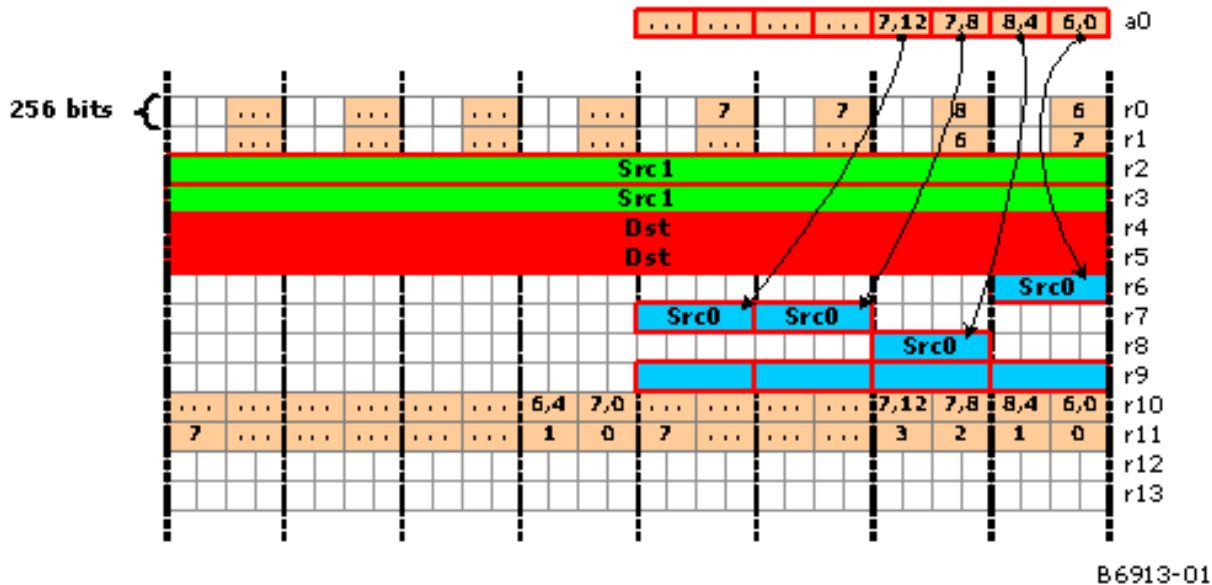 ... ... ... ... 7,12 7,8 8,4 6,0 a0
256 bits { ... ... ... ... 7 7 8 6 r0
... ... ... ... ... ... 6 7 r1
Src1 r2
Src1 r3
Dst r4
Dst r5
Src0 r6
Src0 Src0 r7
Src0 r8
r9
... ... ... ... ... ... 6,4 7,0 ... ... ... ... 7,12 7,8 8,4 6,0 r10
7 ... ... ... ... ... 1 0 7 ... ... ... 3 2 1 0 r11
r12
r13
B6913-01